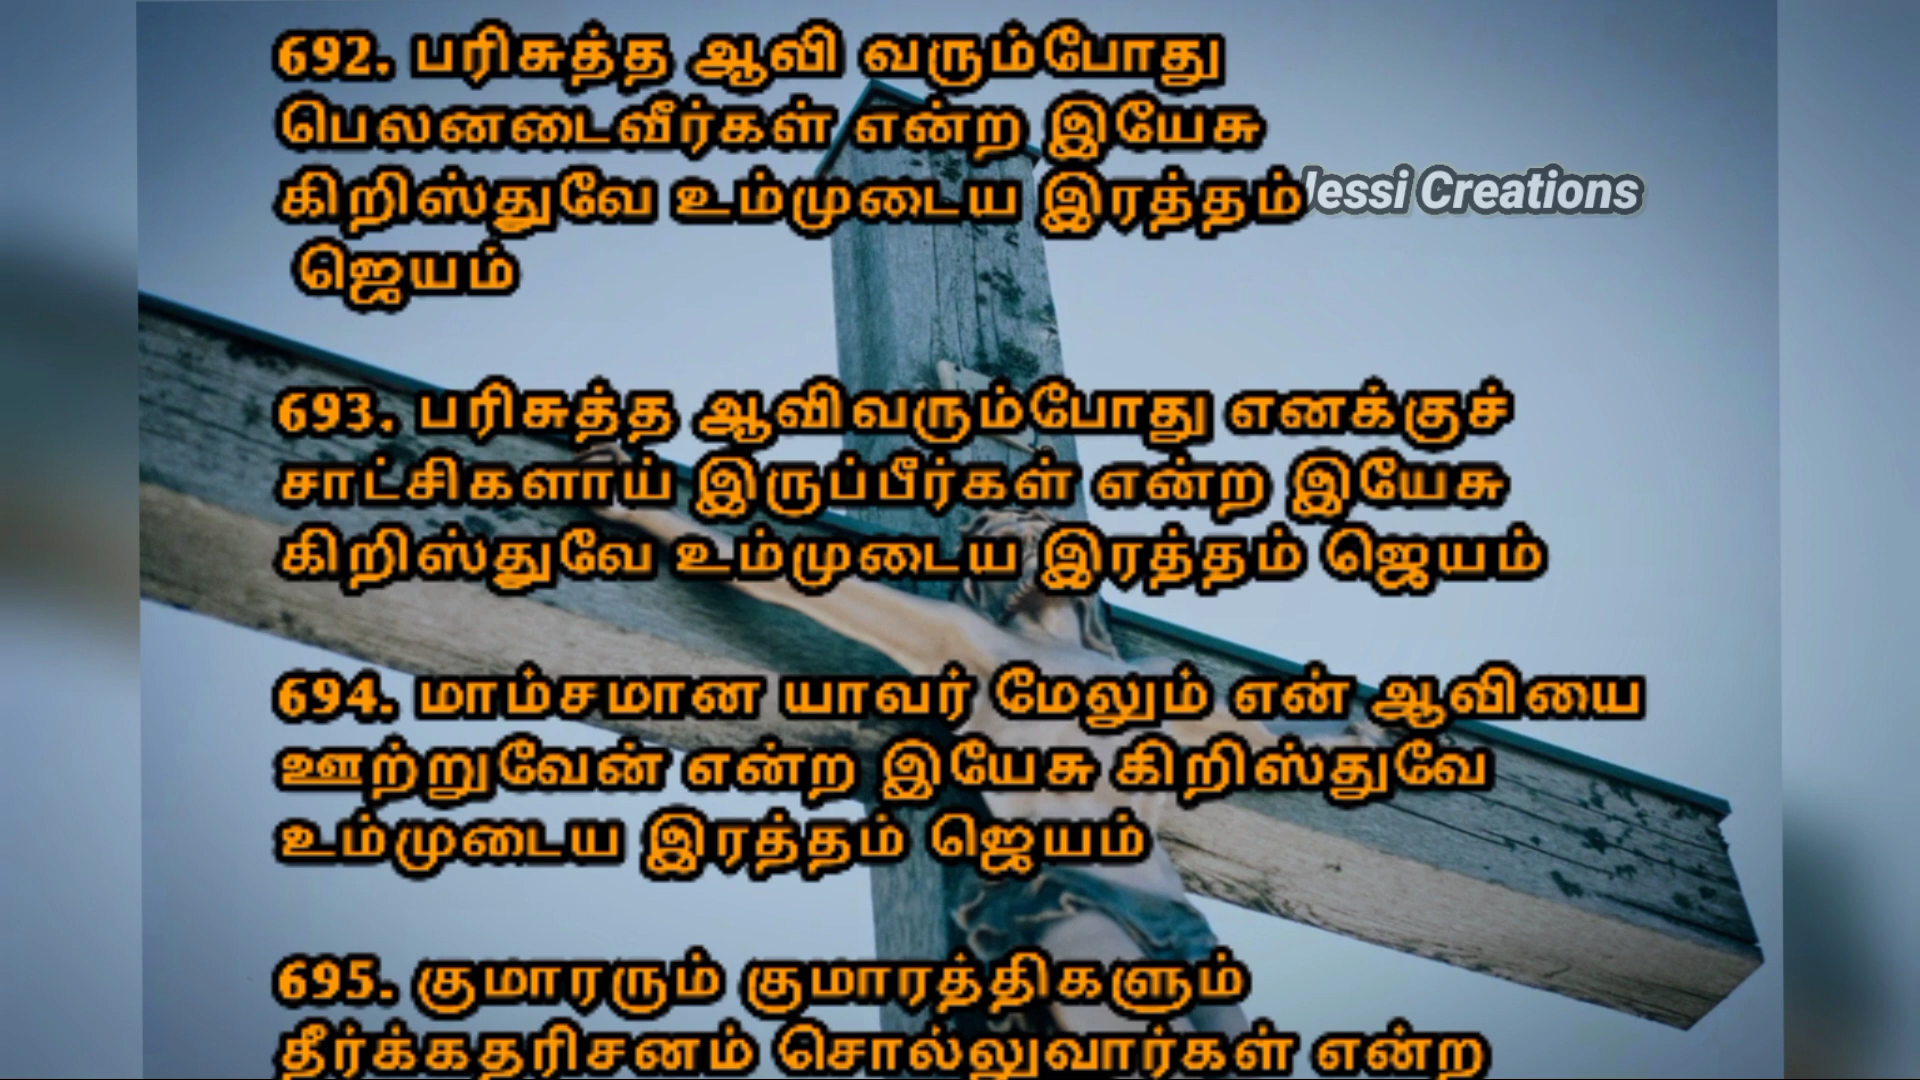 692. பரிசுத்த ஆவி வரும்போது
பெலனடைவீர்கள் என்ற இயேசு
கிறிஸ்துவே உம்முடைய இரத்தம்
ஜெயம்
Jessi Creations
693. பரிசுத்த ஆவிவரும்போது எனக்குச்
சாட்சிகளாய் இருப்பீர்கள் என்ற இயேசு
கிறிஸ்துவே உம்முடைய இரத்தம் ஜெயம்
694. மாம்சமான யாவர் மேலும் என் ஆவியை
ஊற்றுவேன் என்ற இயேசு கிறிஸ்துவே
உம்முடைய இரத்தம் ஜெயம்
695. குமாரரும் குமாரத்திகளும்
தீர்க்கதரிசனம் சொல்லுவார்கள் என்ற